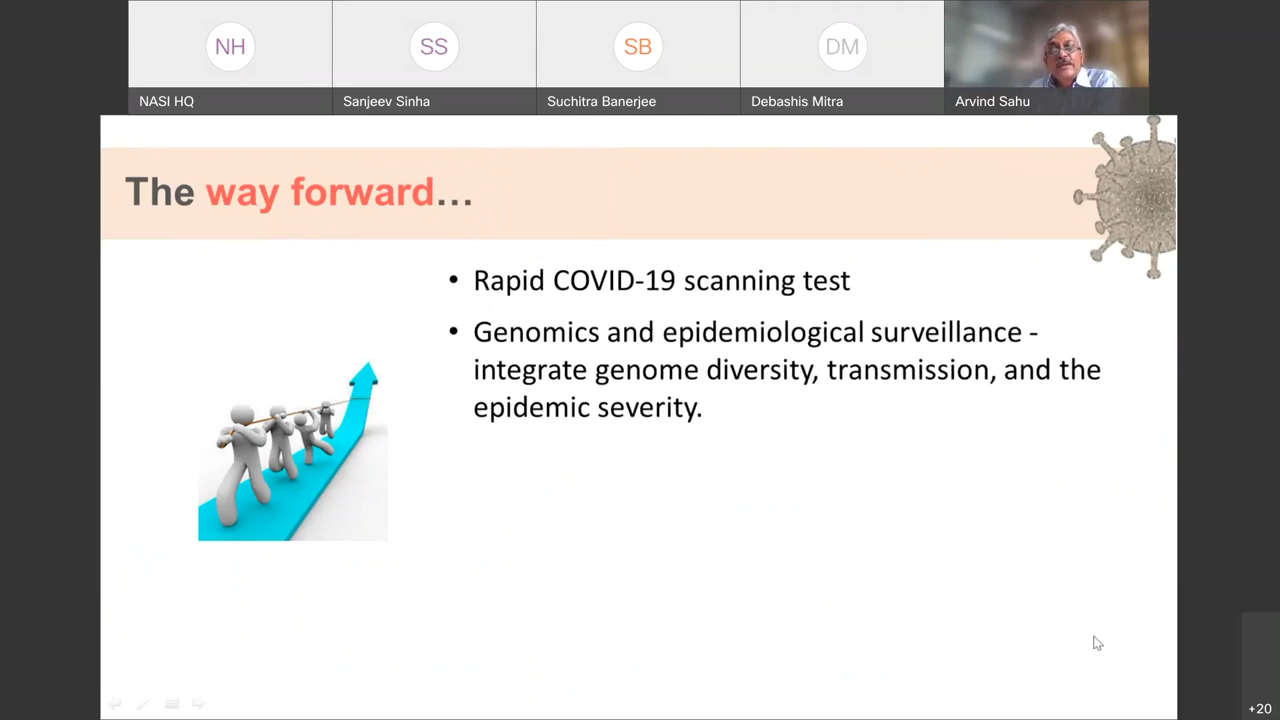 NH
SS
SB
DM
NASI HQ
Sanjeev Sinha
Suchitra Banerjee
Debashis Mitra
Arvind Sahu
The way forward...
• Rapid COVID-19 scanning test
• Genomics and epidemiological surveillance -
integrate genome diversity, transmission, and the
epidemic severity.
+20